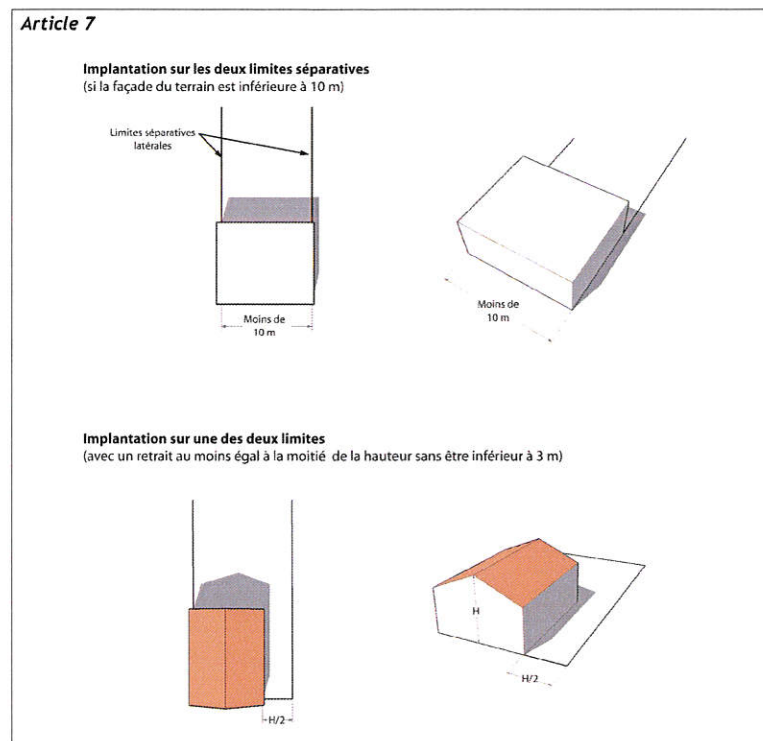 Article 7
Implantation sur les deux limites séparatives
(si la façade du terrain est inférieure à 10 m)
Limites séparatives
latérales
Moins de
10 m
Moins de
10 m
Implantation sur une des deux limites
(avec un retrait au moins égal à la moitié de la hauteur sans être inférieur à 3 m)
H/2
H
H/2